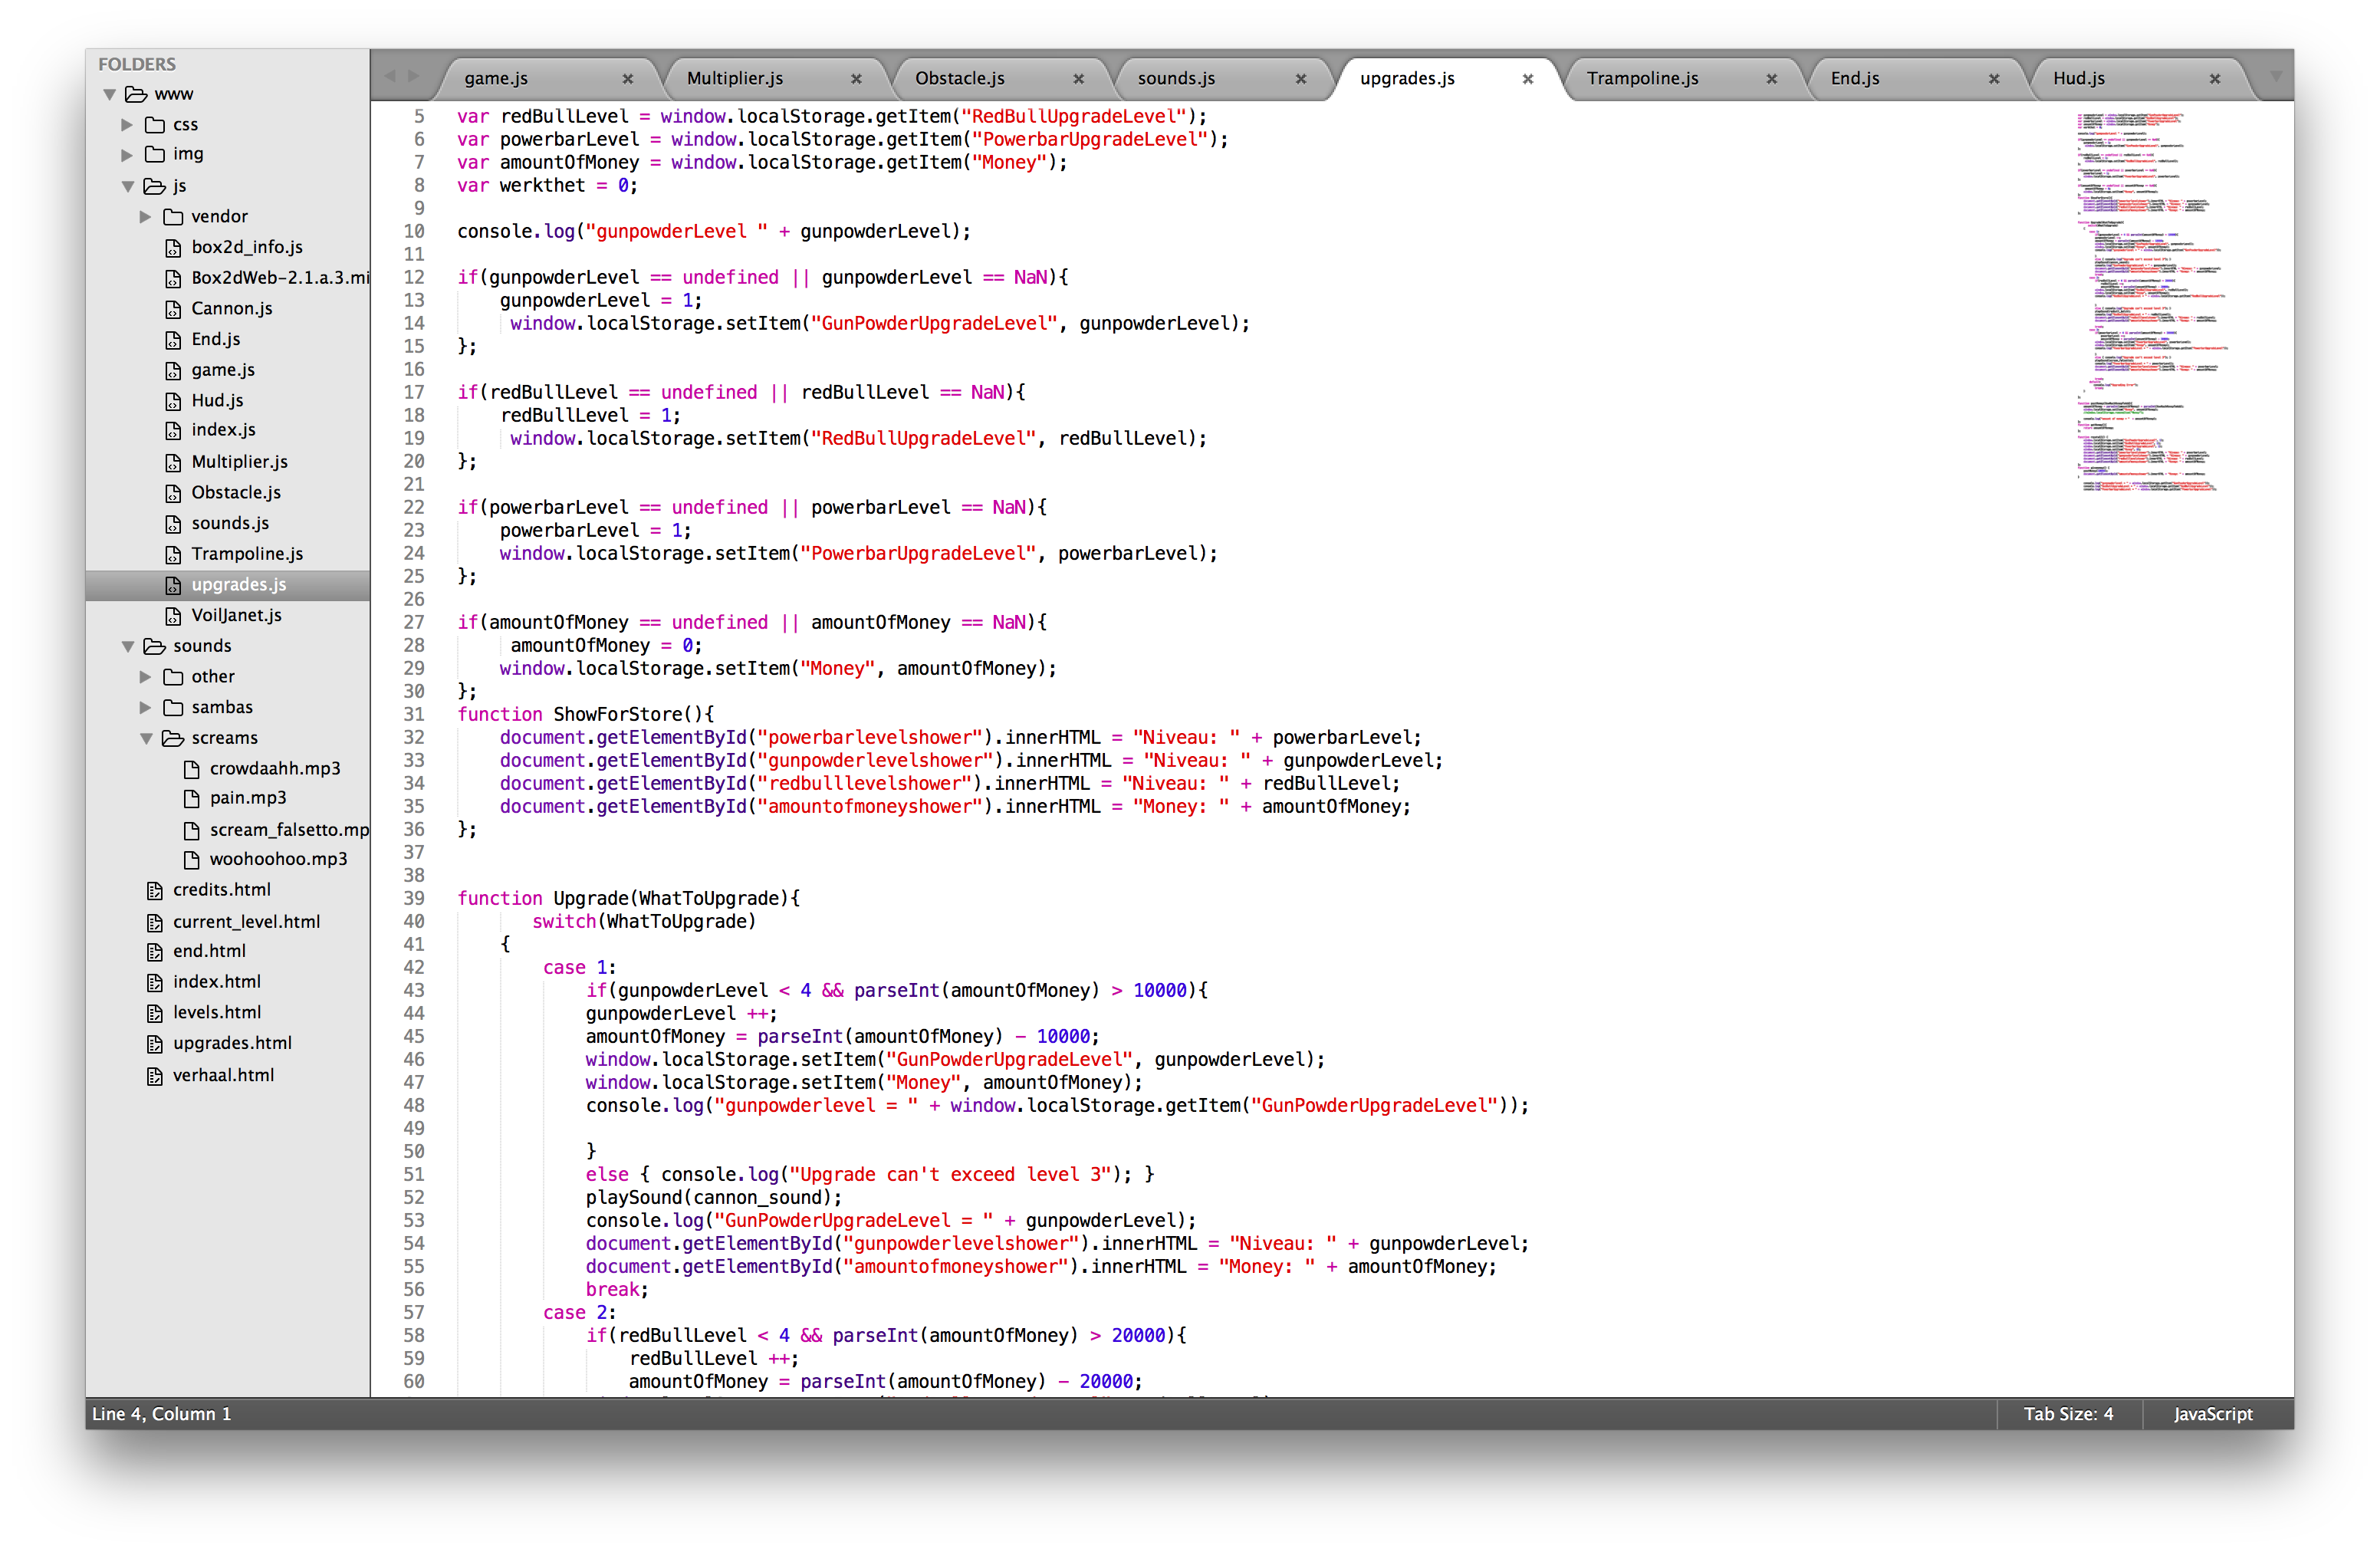 FOLDERS
www
css
img
js
vendor
box2d_info.js
Box2dWeb-2.1.a.3.mi
Cannon.js
End.js
game.js
Hud.js
index.js
Multiplier.js
Obstacle.js
sounds.js
Trampoline.js
upgrades.js
VoilJanet.js
sounds
other
sambas
screams
crowdaahh.mp3
pain.mp3
scream_falsetto.mp
woohoohoo.mp3
credits.html
current_level.html
end.html
index.html
levels.html
upgrades.html
verhaal.html
game.js × Multiplier.js × Obstacle.js × sounds.js × upgrades.js × Trampoline.js × End.js × Hud.js ×
5 var redBullLevel = window.localStorage.getItem("RedBullUpgradeLevel");
6 var powerbarLevel = window.localStorage.getItem("PowerbarUpgradeLevel");
7 var amountOfMoney = window.localStorage.getItem("Money");
8 var werkthet = 0;
9
10 console.log("gunpowderLevel " + gunpowderLevel);
11
12 if(gunpowderLevel == undefined || gunpowderLevel == NaN){
13 gunpowderLevel = 1;
14 window.localStorage.setItem("GunPowderUpgradeLevel", gunpowderLevel);
15 };
16
17 if(redBullLevel == undefined || redBullLevel == NaN){
18 redBullLevel = 1;
19 window.localStorage.setItem("RedBullUpgradeLevel", redBullLevel);
20 };
21
22 if(powerbarLevel == undefined || powerbarLevel == NaN){
23 powerbarLevel = 1;
24 window.localStorage.setItem("PowerbarUpgradeLevel", powerbarLevel);
25 };
26
27 if(amountOfMoney == undefined || amountOfMoney == NaN){
28 amountOfMoney = 0;
29 window.localStorage.setItem("Money", amountOfMoney);
30 };
31 function ShowForStore(){
32 document.getElementById("powerbarlevelshower").innerHTML = "Niveau: " + powerbarLevel;
33 document.getElementById("gunpowderlevelshower").innerHTML = "Niveau: " + gunpowderLevel;
34 document.getElementById("redbulllevelshower").innerHTML = "Niveau: " + redBullLevel;
35 document.getElementById("amountofmoneyshower").innerHTML = "Money: " + amountOfMoney;
36 };
37
38
39 function Upgrade(WhatToUpgrade){
40 switch(WhatToUpgrade)
41 {
42 case 1:
43 if(gunpowderLevel < 4 && parseInt(amountOfMoney) > 10000){
44 gunpowderLevel ++;
45 amountOfMoney = parseInt(amountOfMoney) - 10000;
46 window.localStorage.setItem("GunPowderUpgradeLevel", gunpowderLevel);
47 window.localStorage.setItem("Money", amountOfMoney);
48 console.log("gunpowderlevel = " + window.localStorage.getItem("GunPowderUpgradeLevel"));
49
50 }
51 else { console.log("Upgrade can't exceed level 3"); }
52 playSound(cannon_sound);
53 console.log("GunPowderUpgradeLevel = " + gunpowderLevel);
54 document.getElementById("gunpowderlevelshower").innerHTML = "Niveau: " + gunpowderLevel;
55 document.getElementById("amountofmoneyshower").innerHTML = "Money: " + amountOfMoney;
56 break;
57 case 2:
58 if(redBullLevel < 4 && parseInt(amountOfMoney) > 20000){
59 redBullLevel ++;
60 amountOfMoney = parseInt(amountOfMoney) - 20000;
Line 4, Column 1
Tab Size: 4
JavaScript